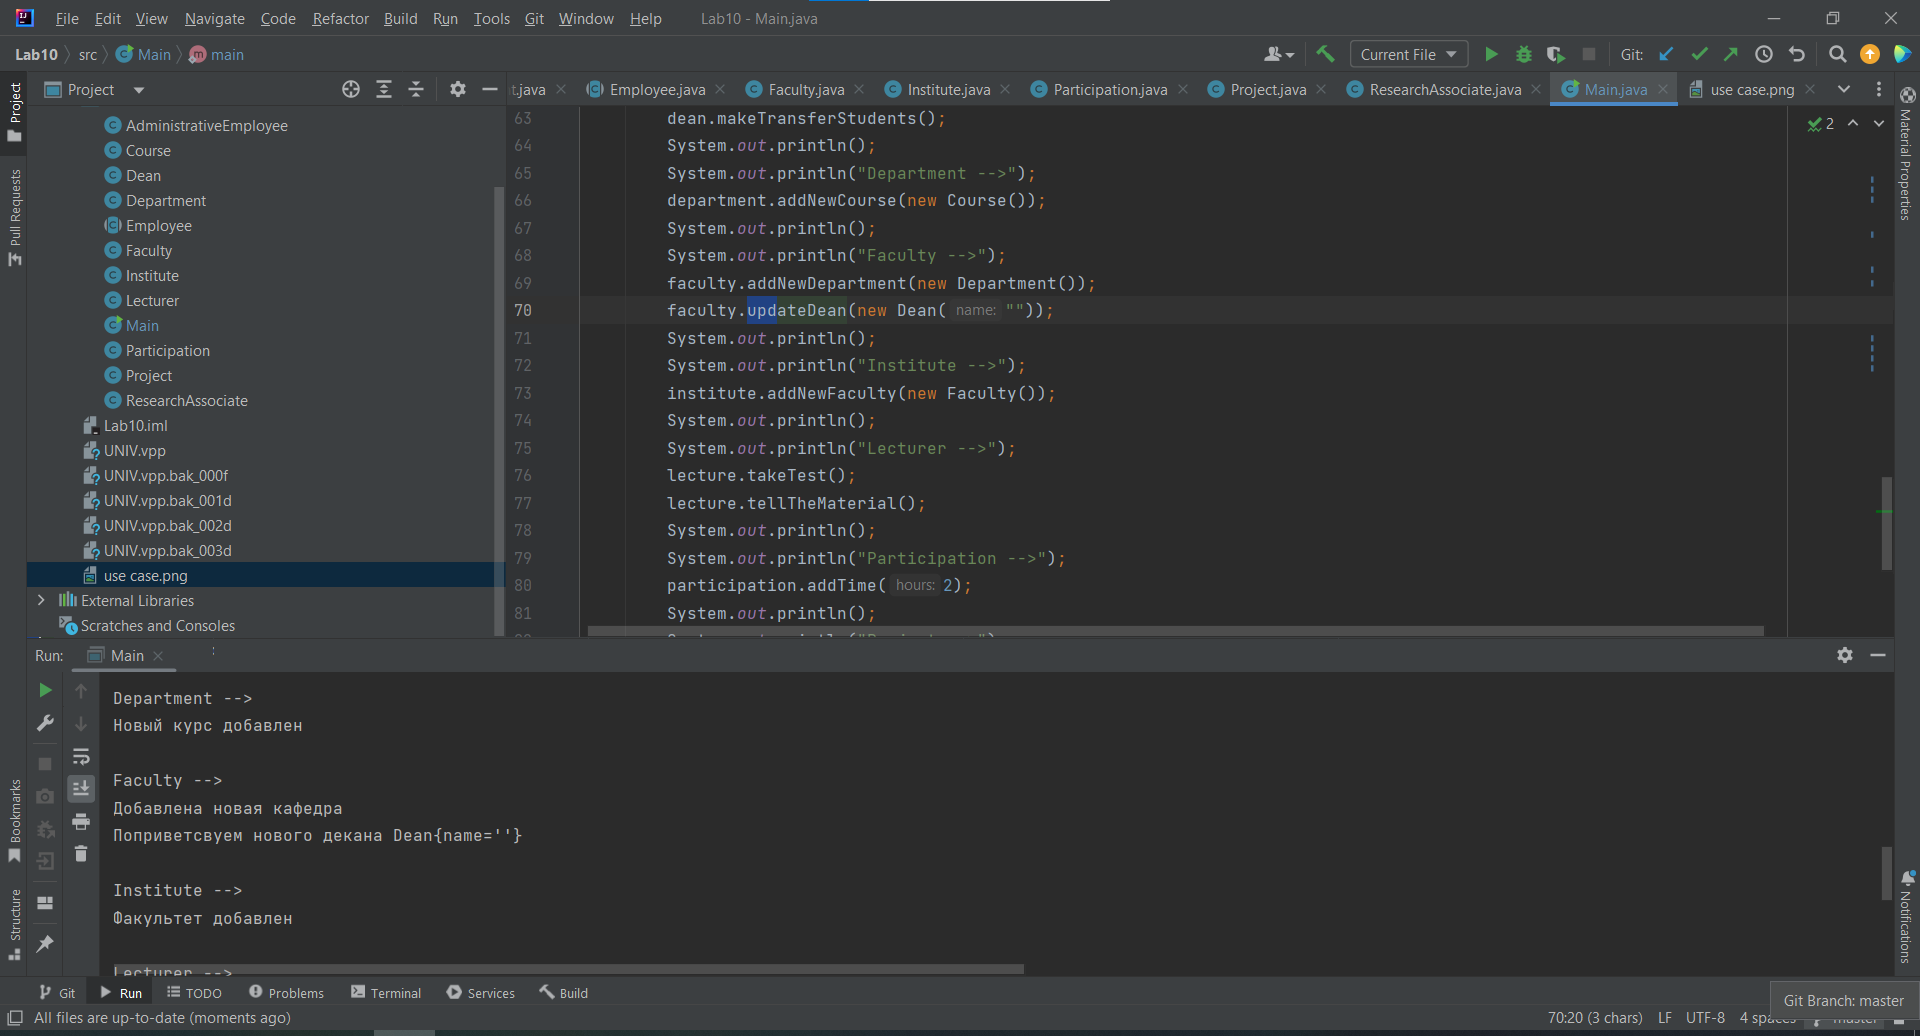 File Edit View Navigate Code Refactor Build Run Tools Git Window Help Lab10 - Main.java
Lab10 src Main main Current File Git:
Project
.java Employee.java Faculty.java Institute.java Participation.java Project.java ResearchAssociate.java Main.java use case.png
AdministrativeEmployee
Course
Dean
Department
Employee
Faculty
Institute
Lecturer
Main
Participation
Project
ResearchAssociate
Lab10.iml
UNIV.vpp
UNIV.vpp.bak_000f
UNIV.vpp.bak_001d
UNIV.vpp.bak_002d
UNIV.vpp.bak_003d
use case.png
External Libraries
Scratches and Consoles
63 dean.makeTransferStudents();
64 System.out.println();
65 System.out.println("Department -->");
66 department.addNewCourse(new Course());
67 System.out.println();
68 System.out.println("Faculty -->");
69 faculty.addNewDepartment(new Department());
70 faculty.updateDean(new Dean( name: ""));
71 System.out.println();
72 System.out.println("Institute -->");
73 institute.addNewFaculty(new Faculty());
74 System.out.println();
75 System.out.println("Lecturer -->");
76 lecture.takeTest();
77 lecture.tellTheMaterial();
78 System.out.println();
79 System.out.println("Participation -->");
80 participation.addTime( hours: 2);
81 System.out.println();
2
Project
Pull Requests
Bookmarks
Structure
Material Properties
Notifications
Run: Main
Department -->
Новый курс добавлен
Faculty -->
Добавлена новая кафедра
Поприветсвуем нового декана Dean{name=''}
Institute -->
Факультет добавлен
Lecturer -->
Git Run TODO Problems Terminal Services Build
Git Branch: master
All files are up-to-date (moments ago) 70:20 (3 chars) LF UTF-8 4 spaces master